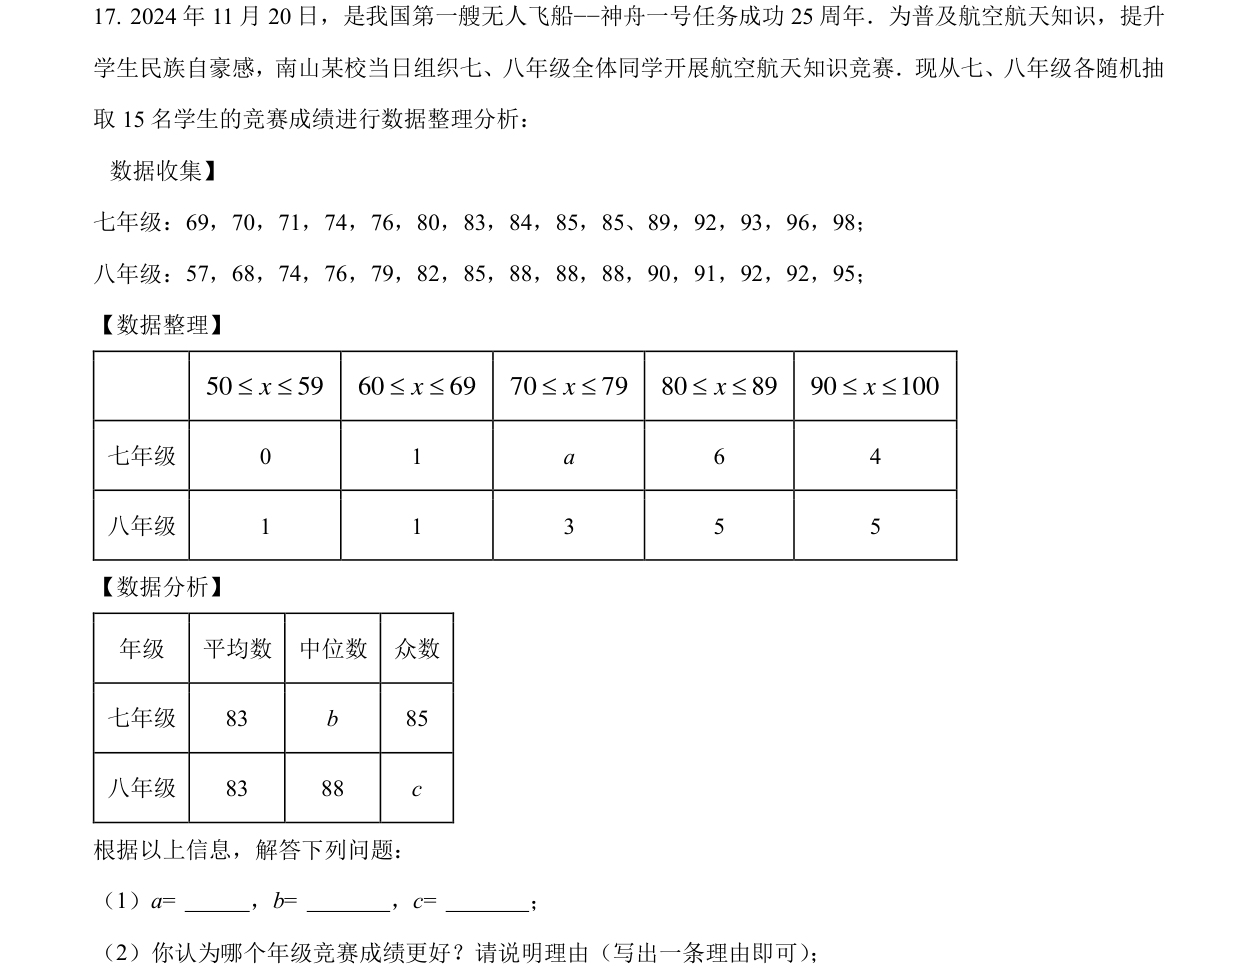 17. 2024 年 11 月 20 日，是我国第一艘无人飞船——神舟一号任务成功 25 周年．为普及航空航天知识，提升
学生民族自豪感，南山某校当日组织七、八年级全体同学开展航空航天知识竞赛．现从七、八年级各随机抽
取 15 名学生的竞赛成绩进行数据整理分析：
数据收集】
七年级：69，70，71，74，76，80，83，84，85，85、89，92，93，96，98；
八年级：57，68，74，76，79，82，85，88，88，88，90，91，92，92，95；
【数据整理】
50≤x≤59 60≤x≤69 70≤x≤79 80≤x≤89 90≤x≤100
七年级 0 1 a 6 4
八年级 1 1 3 5 5
【数据分析】
年级 平均数 中位数 众数
七年级 83 b 85
八年级 83 88 c
根据以上信息，解答下列问题：
（1）a= _____，b= _______，c= _______；
（2）你认为哪个年级竞赛成绩更好？请说明理由（写出一条理由即可）；